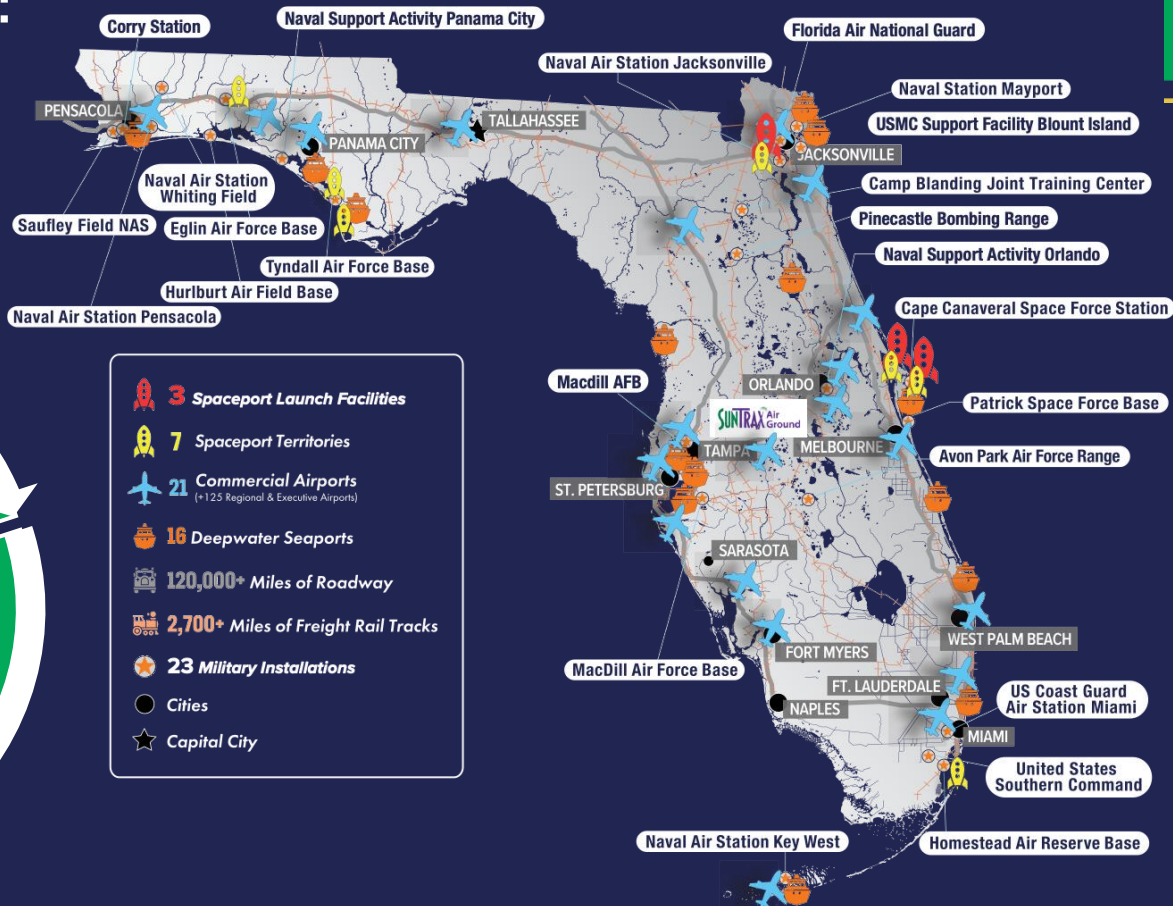 :
Corry Station
Naval Support Activity Panama City
Florida Air National Guard
Naval Air Station Jacksonville
Naval Station Mayport
USMC Support Facility Blount Island
PENSACOLA
TALLAHASSEE
PANAMA CITY
JACKSONVILLE
Camp Blanding Joint Training Center
Naval Air Station
Whiting Field
Pinecastle Bombing Range
Saufley Field NAS
Eglin Air Force Base
Naval Support Activity Orlando
Tyndall Air Force Base
Hurlburt Air Field Base
Naval Air Station Pensacola
Cape Canaveral Space Force Station
Macdill AFB
ORLANDO
Patrick Space Force Base
SUNTRAX Air
Ground
TAMPA
MELBOURNE
Avon Park Air Force Range
ST. PETERSBURG
SARASOTA
WEST PALM BEACH
FORT MYERS
MacDill Air Force Base
FT. LAUDERDALE
US Coast Guard
Air Station Miami
NAPLES
MIAMI
United States
Southern Command
Naval Air Station Key West
Homestead Air Reserve Base
3 Spaceport Launch Facilities
7 Spaceport Territories
21 Commercial Airports
(+125 Regional & Executive Airports)
16 Deepwater Seaports
120,000+ Miles of Roadway
2,700+ Miles of Freight Rail Tracks
23 Military Installations
Cities
Capital City